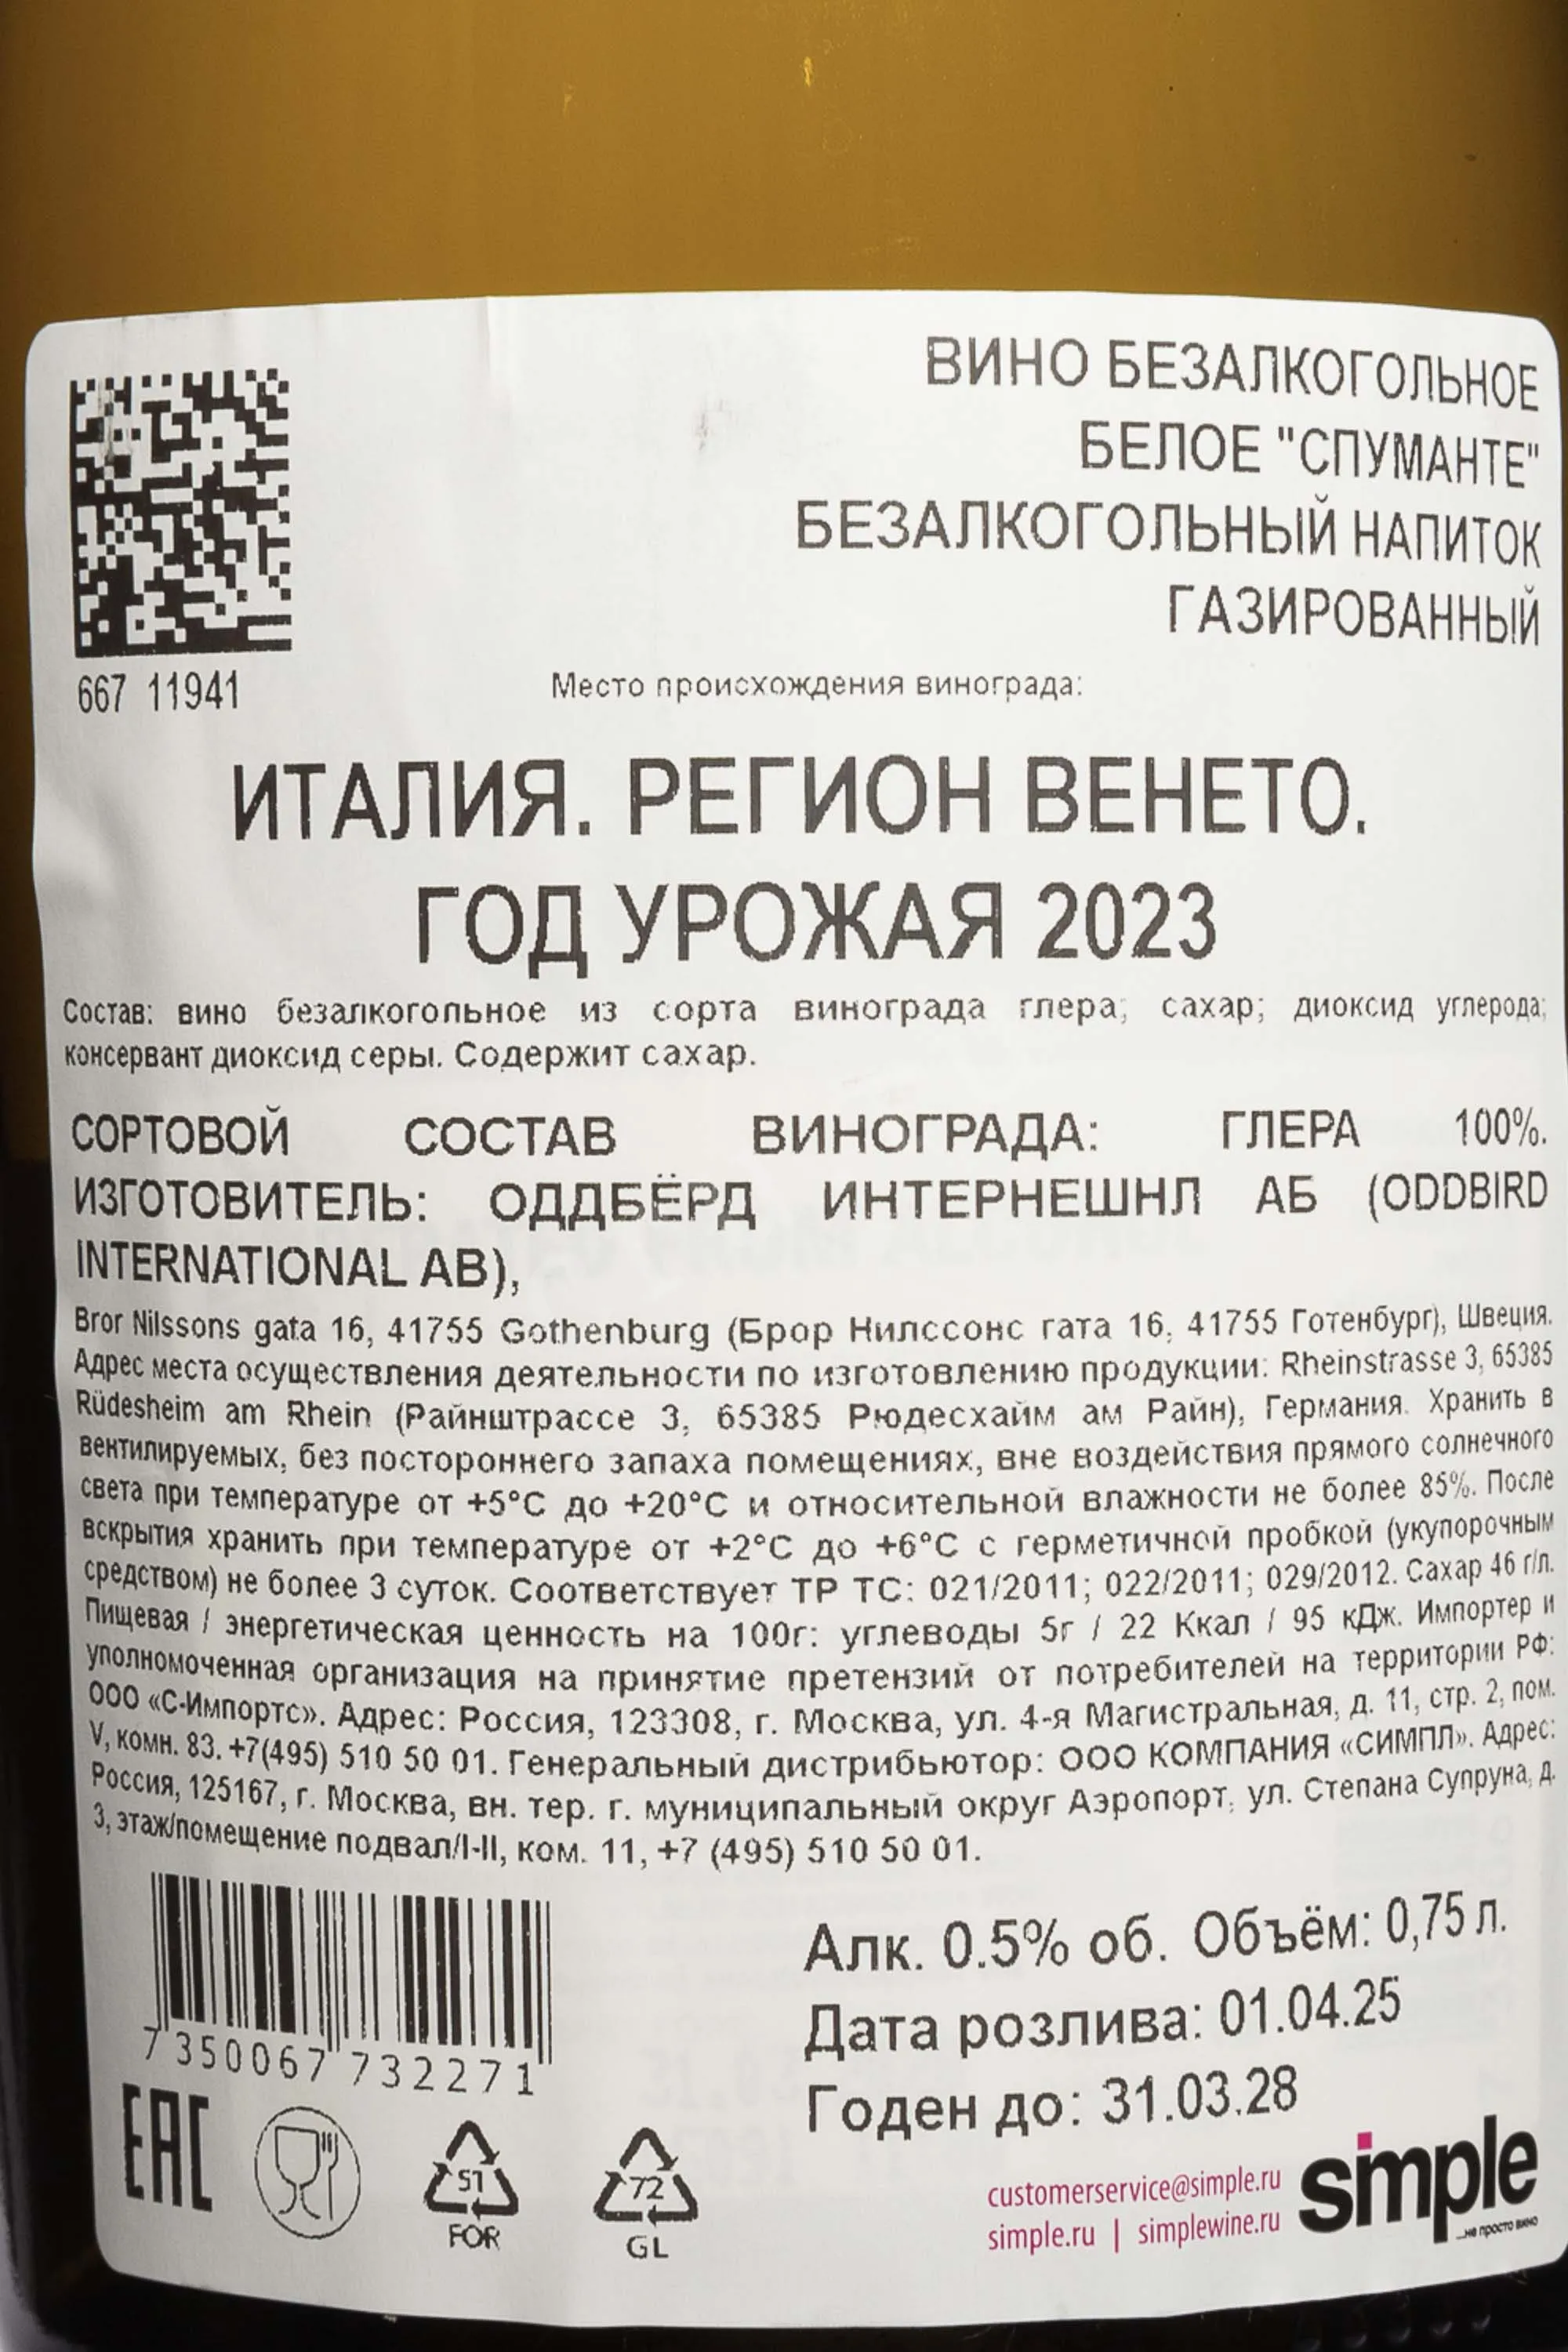 ВИНО БЕЗАЛКОГОЛЬНОЕ
БЕЛОЕ "СПУМАНТЕ"
БЕЗАЛКОГОЛЬНЫЙ НАПИТОК
ГАЗИРОВАННЫЙ
667 11941
Место происхождения винограда:
ИТАЛИЯ. РЕГИОН ВЕНЕТО.
ГОД УРОЖАЯ 2023
Состав: вино безалкогольное из сорта винограда глера; сахар; диоксид углерода;
консервант диоксид серы. Содержит сахар.
СОРТОВОЙ СОСТАВ ВИНОГРАДА: ГЛЕРА 100%.
ИЗГОТОВИТЕЛЬ: ОДДБЁРД ИНТЕРНЕШНЛ АБ (ODDBIRD
INTERNATIONAL AB),
Bror Nilssons gata 16, 41755 Gothenburg (Брор Нилссонс гата 16, 41755 Готенбург), Швеция.
Адрес места осуществления деятельности по изготовлению продукции: Rheinstrasse 3, 65385
Rüdesheim am Rhein (Райнштрассе 3, 65385 Рюдесхайм ам Райн), Германия. Хранить в
вентилируемых, без постороннего запаха помещениях, вне воздействия прямого солнечного
света при температуре от +5°C до +20°C и относительной влажности не более 85%. После
вскрытия хранить при температуре от +2°C до +6°C с герметичной пробкой (укупорочным
средством) не более 3 суток. Соответствует ТР ТС: 021/2011; 022/2011; 029/2012. Сахар 46 г/л.
Пищевая / энергетическая ценность на 100г: углеводы 5г / 22 Ккал / 95 кДж. Импортер и
уполномоченная организация на принятие претензий от потребителей на территории РФ:
ООО «С-Импортс». Адрес: Россия, 123308, г. Москва, ул. 4-я Магистральная, д. 11, стр. 2, пом.
V, комн. 83. +7(495) 510 50 01. Генеральный дистрибьютор: ООО КОМПАНИЯ «СИМПЛ». Адрес:
Россия, 125167, г. Москва, вн. тер. г. муниципальный округ Аэропорт, ул. Степана Супруна, д.
3, этаж/помещение подвал/I-II, ком. 11, +7 (495) 510 50 01.
7 350067 732271
Алк. 0.5% об. Объём: 0,75 л.
Дата розлива: 01.04.25
Годен до: 31.03.28
EAC
51
FOR
72
GL
customerservice@simple.ru
simple.ru | simplewine.ru
simple
...не просто вино